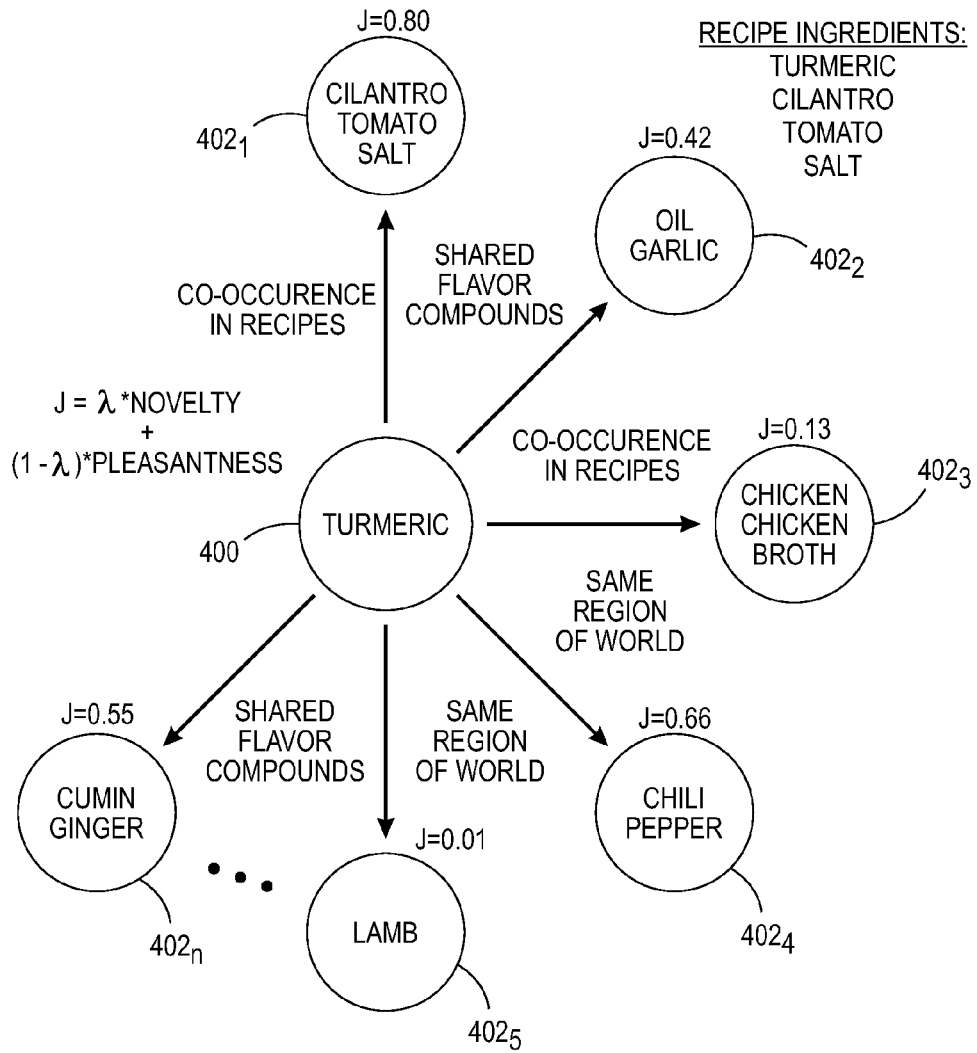 J=0.80
CILANTRO
TOMATO
SALT
402₁
RECIPE INGREDIENTS:
TURMERIC
CILANTRO
TOMATO
SALT
J=0.42
OIL
GARLIC
402₂
CO-OCCURENCE
IN RECIPES
SHARED
FLAVOR
COMPOUNDS
J = λ *NOVELTY
+
(1 - λ)*PLEASANTNESS
CO-OCCURENCE
IN RECIPES
J=0.13
CHICKEN
CHICKEN
BROTH
402₃
TURMERIC
400
SAME
REGION
OF WORLD
J=0.55
CUMIN
GINGER
402ₙ
SHARED
FLAVOR
COMPOUNDS
SAME
REGION
OF WORLD
J=0.66
CHILI
PEPPER
402₄
J=0.01
LAMB
402₅